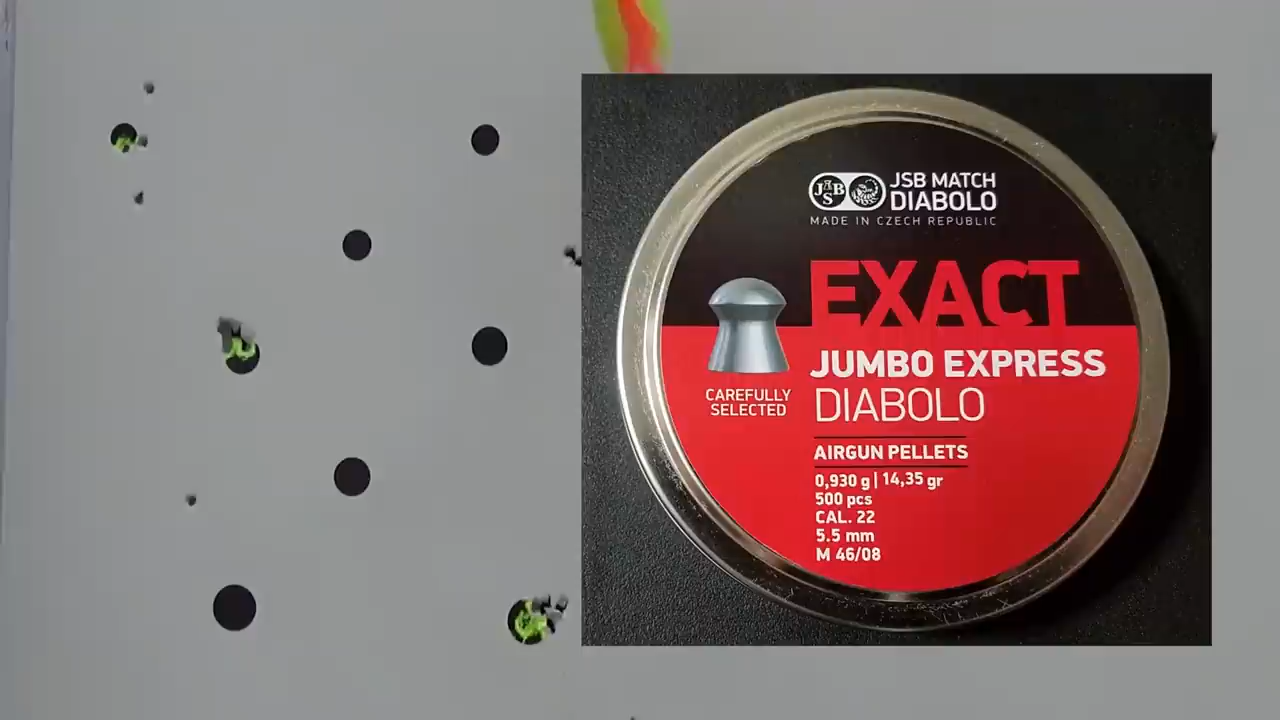 JSB
JSB MATCH
DIABOLO
MADE IN CZECH REPUBLIC
EXACT
JUMBO EXPRESS
DIABOLO
CAREFULLY
SELECTED
AIRGUN PELLETS
0,930 g | 14,35 gr
500 pcs
CAL. 22
5.5 mm
M 46/08